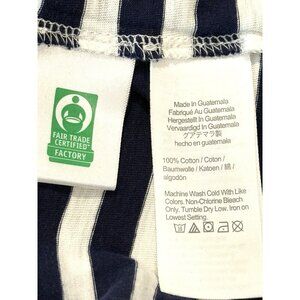 FAIR TRADE
CERTIFIED™
FACTORY
Made In Guatemala
Fabriqué Au Guatemala
Hergestellt In Guatemala
Vervaardigd In Guatemala
グアテマラ製
hecho en guatemala
100% Cotton / Coton /
Baumwolle / Katoen / 綿 /
algodón
Machine Wash Cold With Like
Colors. Non-Chlorine Bleach
Only. Tumble Dry Low. Iron on
Lowest Setting.